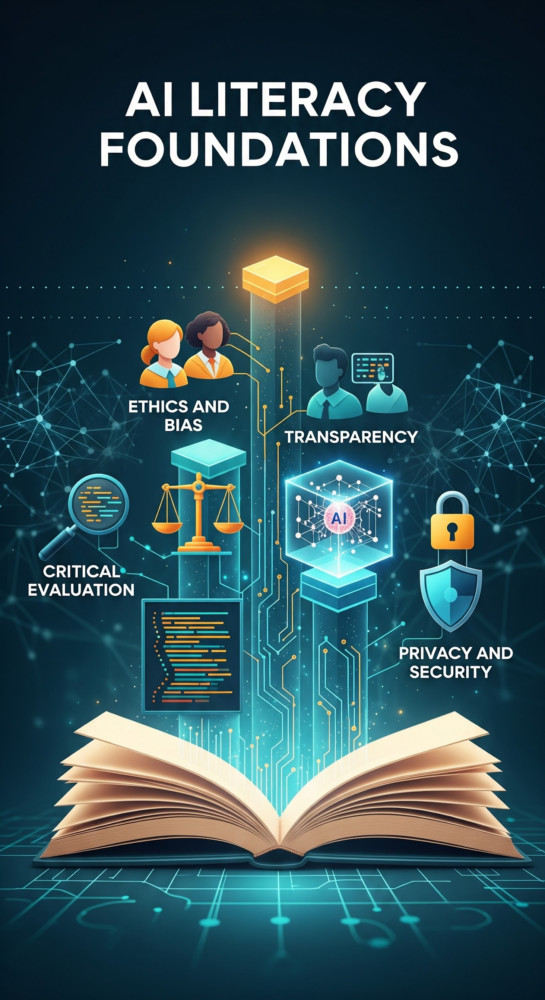 AI LITERACY
FOUNDATIONS
ETHICS AND
BIAS
TRANSPARENCY
AI
CRITICAL
EVALUATION
PRIVACY AND
SECURITY